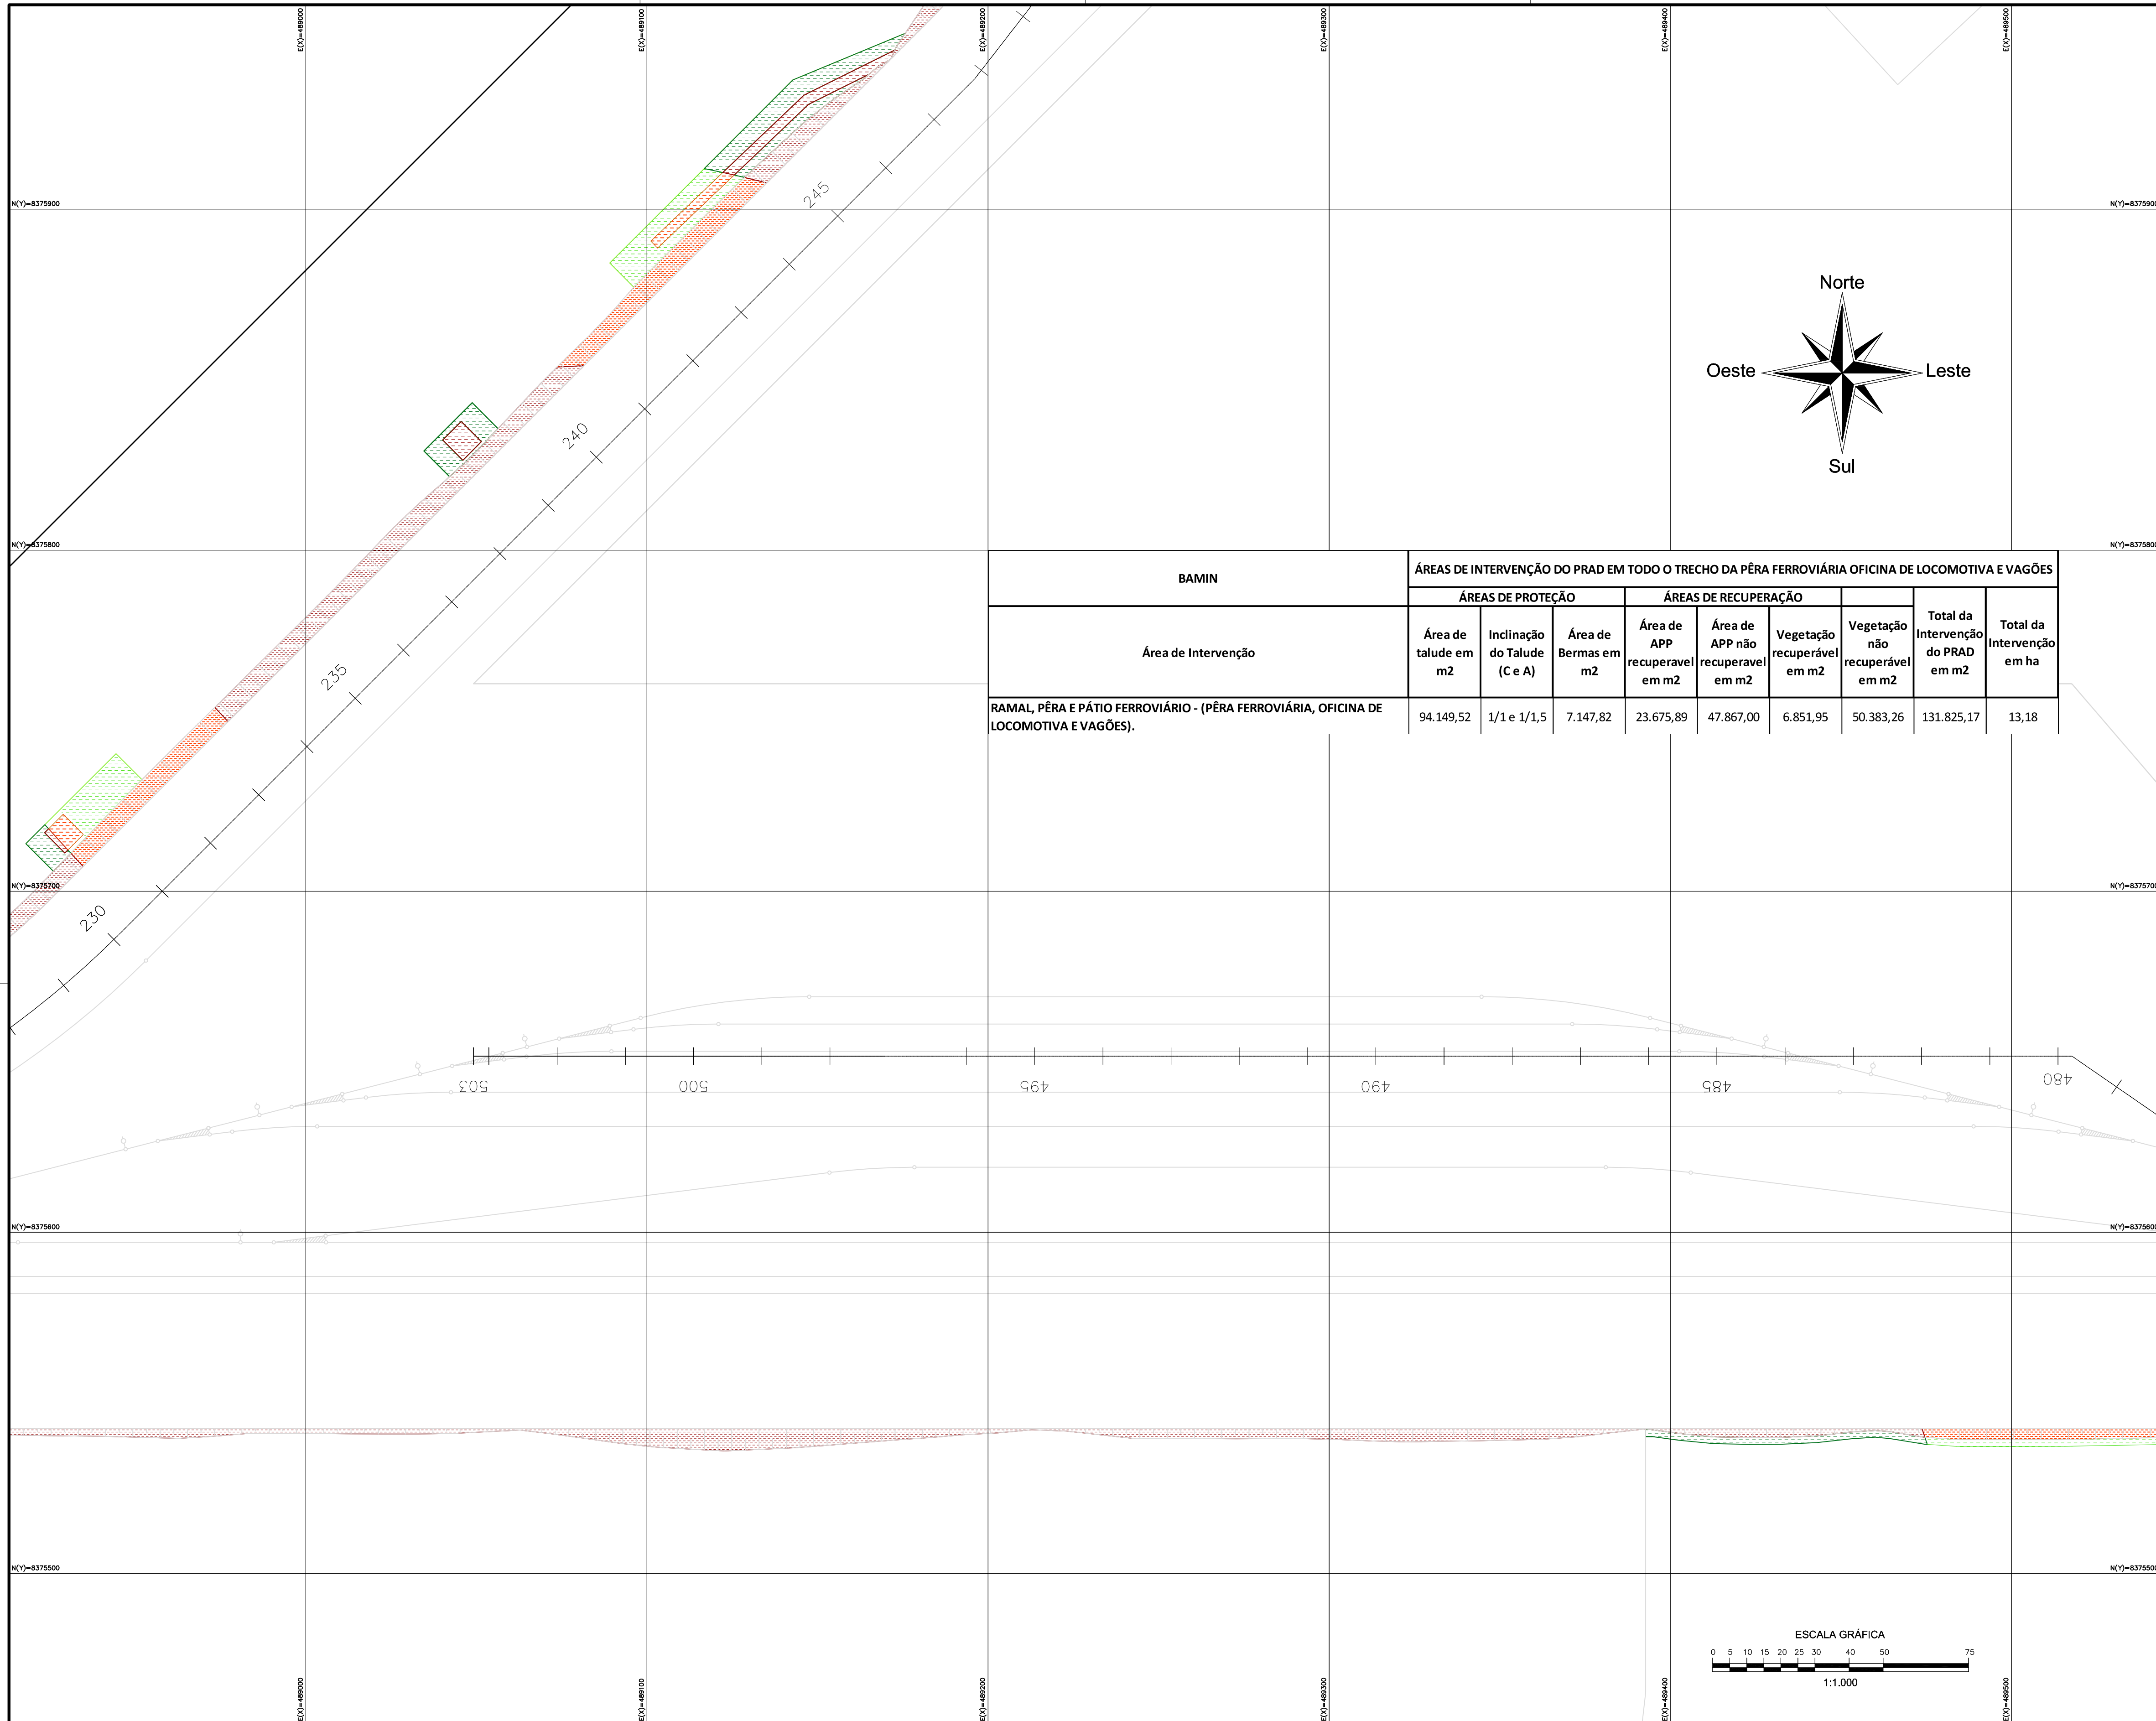 E(X)=489000
E(X)=489100
E(X)=489200
E(X)=489300
E(X)=489400
E(X)=489500
245
N(Y)=8375900
N(Y)=8375900
Norte
Oeste
Leste
Sul
240
N(Y)=8375800
N(Y)=8375800
BAMIN
ÁREAS DE INTERVENÇÃO DO PRAD EM TODO O TRECHO DA PÊRA FERROVIÁRIA OFICINA DE LOCOMOTIVA E VAGÕES
ÁREAS DE PROTEÇÃO
ÁREAS DE RECUPERAÇÃO
Área de Intervenção
Área de
talude em
m2
Inclinação
do Talude
(C e A)
Área de
Bermas em
m2
Área de
APP
recuperavel
em m2
Área de
APP não
recuperavel
em m2
Vegetação
recuperável
em m2
Vegetação
não
recuperável
em m2
Total da
Intervenção
do PRAD
em m2
Total da
Intervenção
em ha
RAMAL, PÊRA E PÁTIO FERROVIÁRIO - (PÊRA FERROVIÁRIA, OFICINA DE
LOCOMOTIVA E VAGÕES).
94.149,52
1/1 e 1/1,5
7.147,82
23.675,89
47.867,00
6.851,95
50.383,26
131.825,17
13,18
235
N(Y)=8375700
N(Y)=8375700
230
503
500
495
490
485
480
N(Y)=8375600
N(Y)=8375600
N(Y)=8375500
N(Y)=8375500
ESCALA GRÁFICA
0 5 10 15 20 25 30 40 50 75
1:1.000
E(X)=489000
E(X)=489100
E(X)=489200
E(X)=489300
E(X)=489400
E(X)=489500